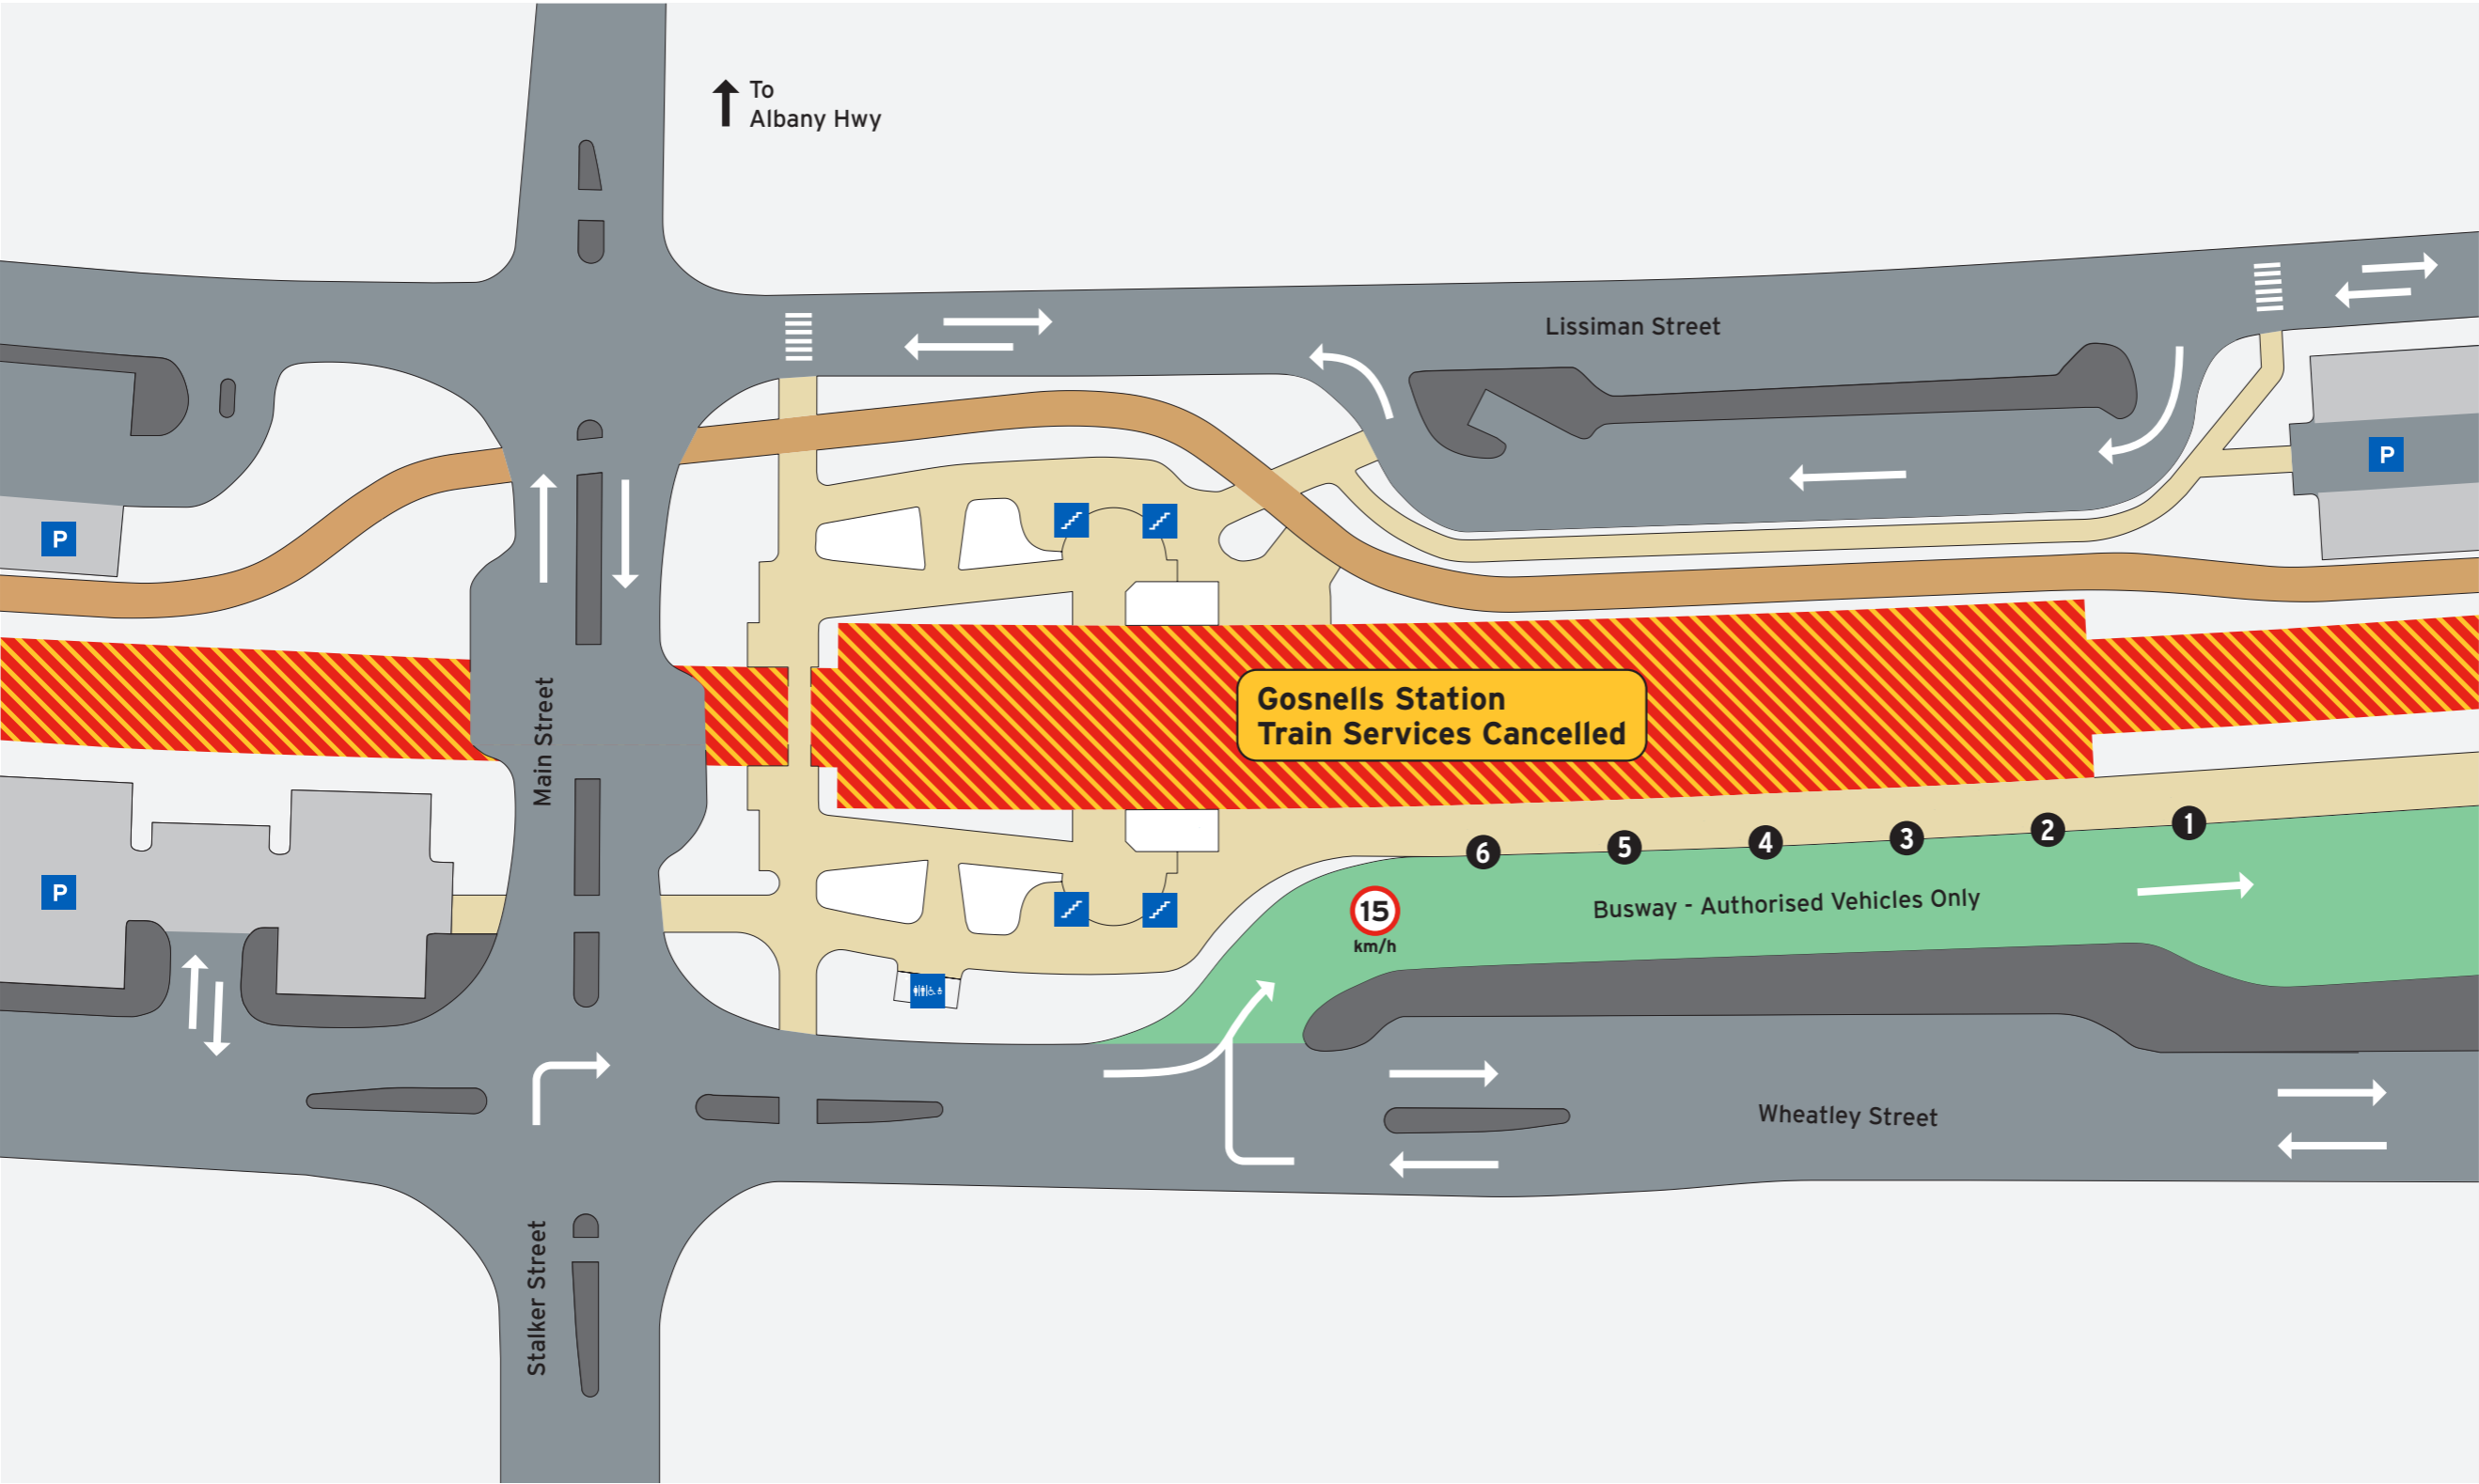 To
Albany Hwy
Lissiman Street
P
P
Main Street
Gosnells Station
Train Services Cancelled
6
5
4
3
2
1
P
15
km/h
Busway - Authorised Vehicles Only
Wheatley Street
Stalker Street